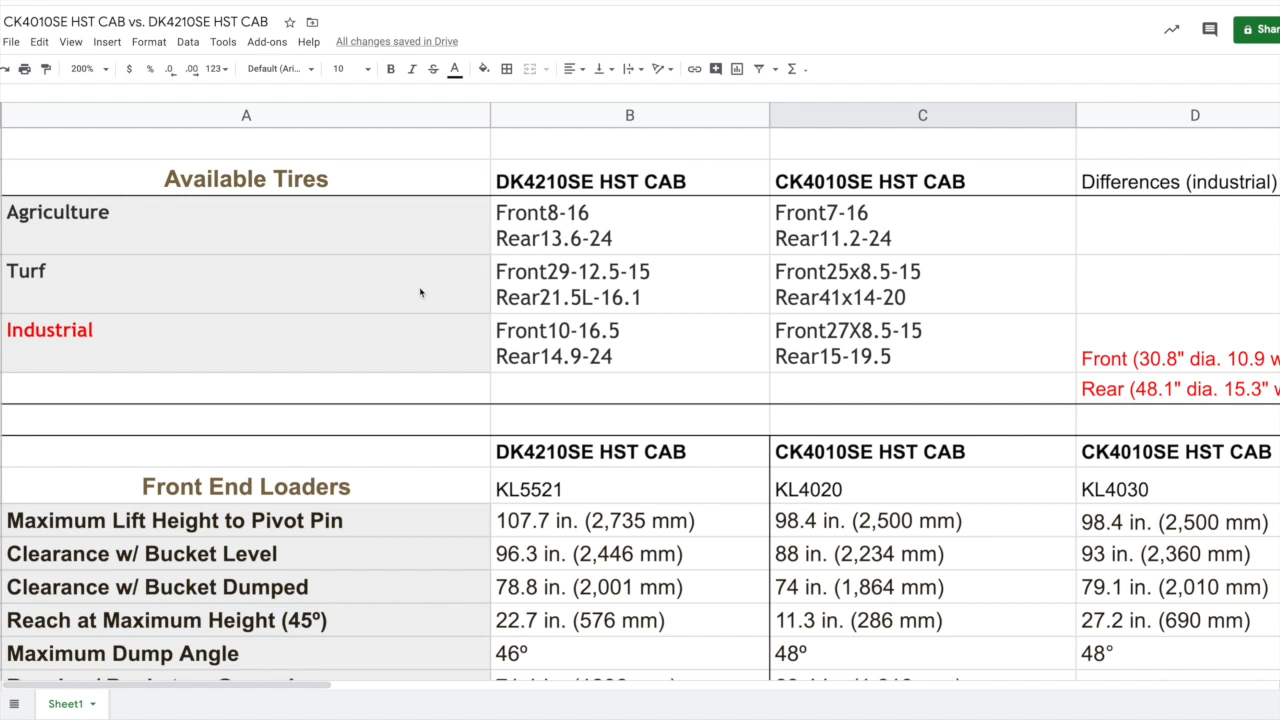 CK4010SE HST CAB vs. DK4210SE HST CAB
File Edit View Insert Format Data Tools Add-ons Help All changes saved in Drive
Shar
200% $ % .0 .00 123 Default (Ari... 10 B I S A Σ
A B C D
Available Tires DK4210SE HST CAB CK4010SE HST CAB Differences (industrial)
Agriculture Front8-16 Front7-16
Rear13.6-24 Rear11.2-24
Turf Front29-12.5-15 Front25x8.5-15
Rear21.5L-16.1 Rear41x14-20
Industrial Front10-16.5 Front27X8.5-15
Rear14.9-24 Rear15-19.5 Front (30.8" dia. 10.9 w
Rear (48.1" dia. 15.3" w
DK4210SE HST CAB CK4010SE HST CAB CK4010SE HST CAB
Front End Loaders KL5521 KL4020 KL4030
Maximum Lift Height to Pivot Pin 107.7 in. (2,735 mm) 98.4 in. (2,500 mm) 98.4 in. (2,500 mm)
Clearance w/ Bucket Level 96.3 in. (2,446 mm) 88 in. (2,234 mm) 93 in. (2,360 mm)
Clearance w/ Bucket Dumped 78.8 in. (2,001 mm) 74 in. (1,864 mm) 79.1 in. (2,010 mm)
Reach at Maximum Height (45º) 22.7 in. (576 mm) 11.3 in. (286 mm) 27.2 in. (690 mm)
Maximum Dump Angle 46º 48º 48°
Sheet1